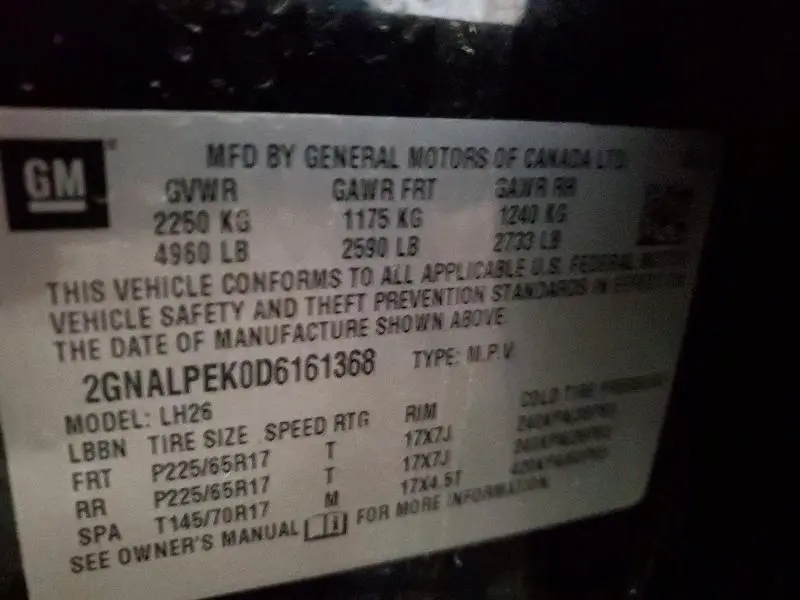 GM
MFD BY GENERAL MOTORS OF CANADA LTD.
GVWR GAWR FRT GAWR RR
2250 KG 1175 KG 1240 KG
4960 LB 2590 LB 2733 LB
THIS VEHICLE CONFORMS TO ALL APPLICABLE U.S. FEDERAL MOTOR
VEHICLE SAFETY AND THEFT PREVENTION STANDARDS IN EFFECT ON
THE DATE OF MANUFACTURE SHOWN ABOVE.
2GNALPEK0D6161368 TYPE: M.P.V.
MODEL: LH26
LBBN TIRE SIZE SPEED RTG RIM COLD TIRE PRESSURE
FRT P225/65R17 T 17X7J
RR P225/65R17 T 17X7J
SPA T145/70R17 M 17X4.5T
SEE OWNER'S MANUAL FOR MORE INFORMATION